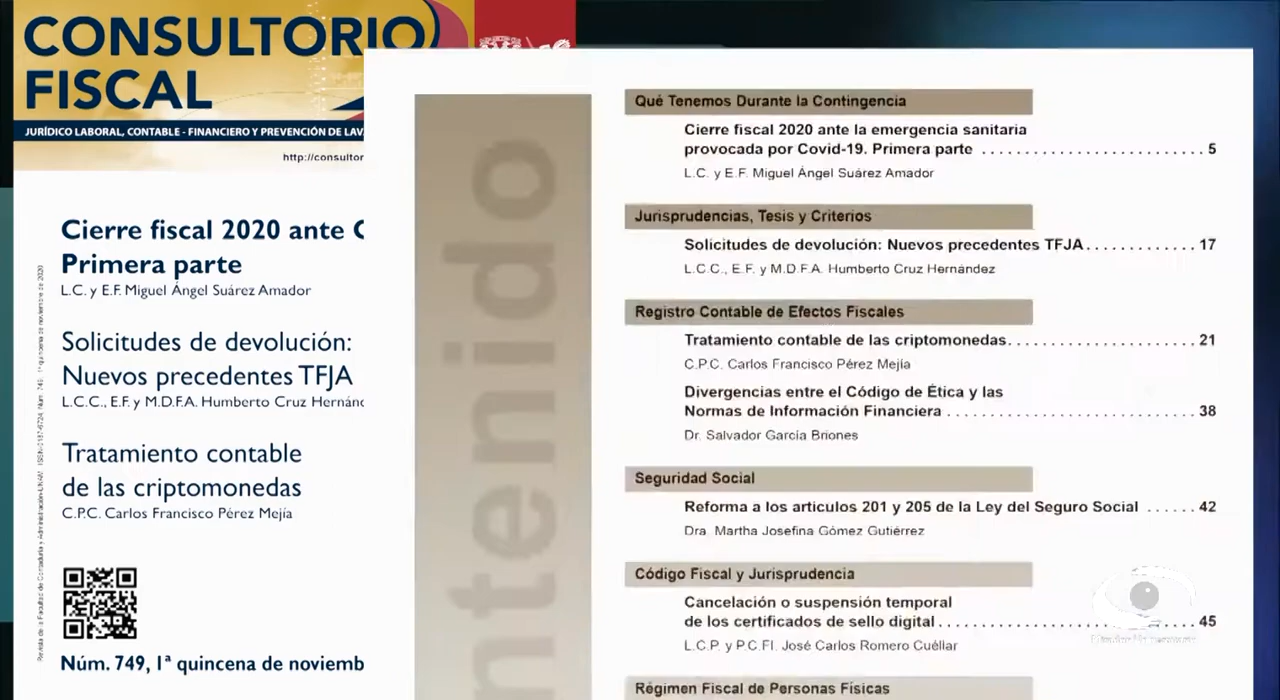 CONSULTORIO
FISCAL
JURÍDICO LABORAL, CONTABLE - FINANCIERO Y PREVENCIÓN DE LAV
http://consultor
Cierre fiscal 2020 ante
Primera parte
L.C. y E.F. Miguel Ángel Suárez Amador
Solicitudes de devolución:
Nuevos precedentes TFJA
L.C.C., E.F. y M.D.F.A. Humberto Cruz Hernánd
Tratamiento contable
de las criptomonedas
C.P.C. Carlos Francisco Pérez Mejía
Núm. 749, 1ª quincena de noviemb
ntenido
Qué Tenemos Durante la Contingencia
Cierre fiscal 2020 ante la emergencia sanitaria
provocada por Covid-19. Primera parte ........................ 5
L.C. y E.F. Miguel Ángel Suárez Amador
Jurisprudencias, Tesis y Criterios
Solicitudes de devolución: Nuevos precedentes TFJA............. 17
L.C.C., E.F. y M.D.F.A. Humberto Cruz Hernández
Registro Contable de Efectos Fiscales
Tratamiento contable de las criptomonedas..................... 21
C.P.C. Carlos Francisco Pérez Mejía
Divergencias entre el Código de Ética y las
Normas de Información Financiera ........................... 38
Dr. Salvador García Briones
Seguridad Social
Reforma a los articulos 201 y 205 de la Ley del Seguro Social ...... 42
Dra. Martha Josefina Gómez Gutiérrez
Código Fiscal y Jurisprudencia
Cancelación o suspensión temporal
de los certificados de sello digital............................ 45
L.C.P. y P.C.FI. José Carlos Romero Cuéllar
Régimen Fiscal de Personas Físicas